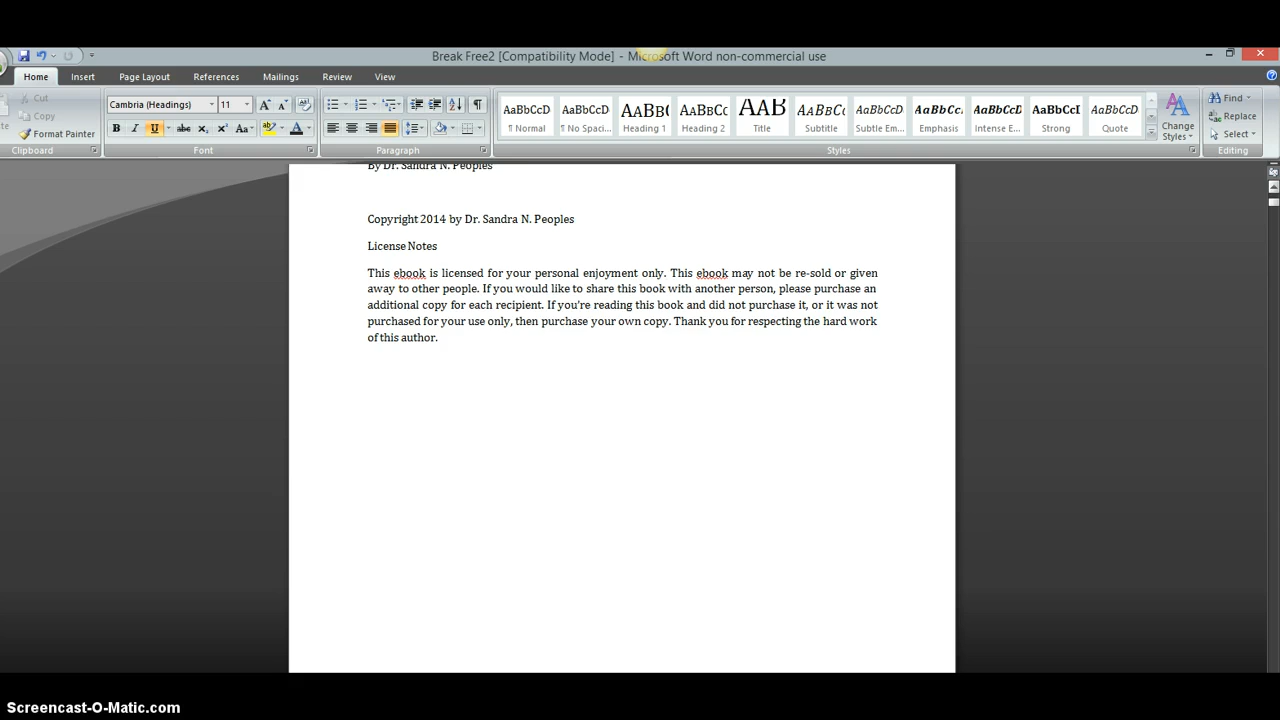 Break Free2 [Compatibility Mode] - Microsoft Word non-commercial use
Home Insert Page Layout References Mailings Review View
Cut
Copy
Format Painter
Clipboard
Cambria (Headings) 11
Font
Paragraph
AaBbCcD AaBbCcD AABBC AABBCC AAB AABBCC AaBbCcD AaBbCc AaBbCcD AaBbCcI AaBbCcD
¶ Normal ¶ No Spaci... Heading 1 Heading 2 Title Subtitle Subtle Em... Emphasis Intense E... Strong Quote
Change Styles
Styles
Find
Replace
Select
Editing
By Dr. Sandra N. Peoples
Copyright 2014 by Dr. Sandra N. Peoples
License Notes
This ebook is licensed for your personal enjoyment only. This ebook may not be re-sold or given
away to other people. If you would like to share this book with another person, please purchase an
additional copy for each recipient. If you're reading this book and did not purchase it, or it was not
purchased for your use only, then purchase your own copy. Thank you for respecting the hard work
of this author.
Screencast-O-Matic.com